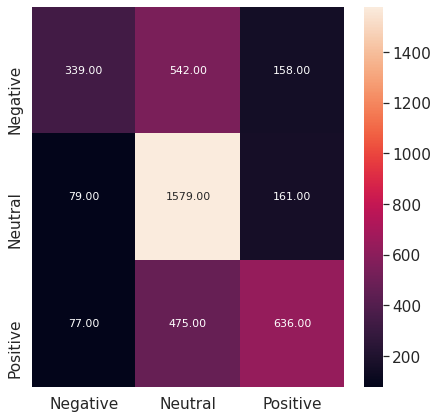 Negative
339.00 542.00 158.00
Neutral
79.00 1579.00 161.00
Positive
77.00 475.00 636.00
Negative Neutral Positive
1400
1200
1000
800
600
400
200